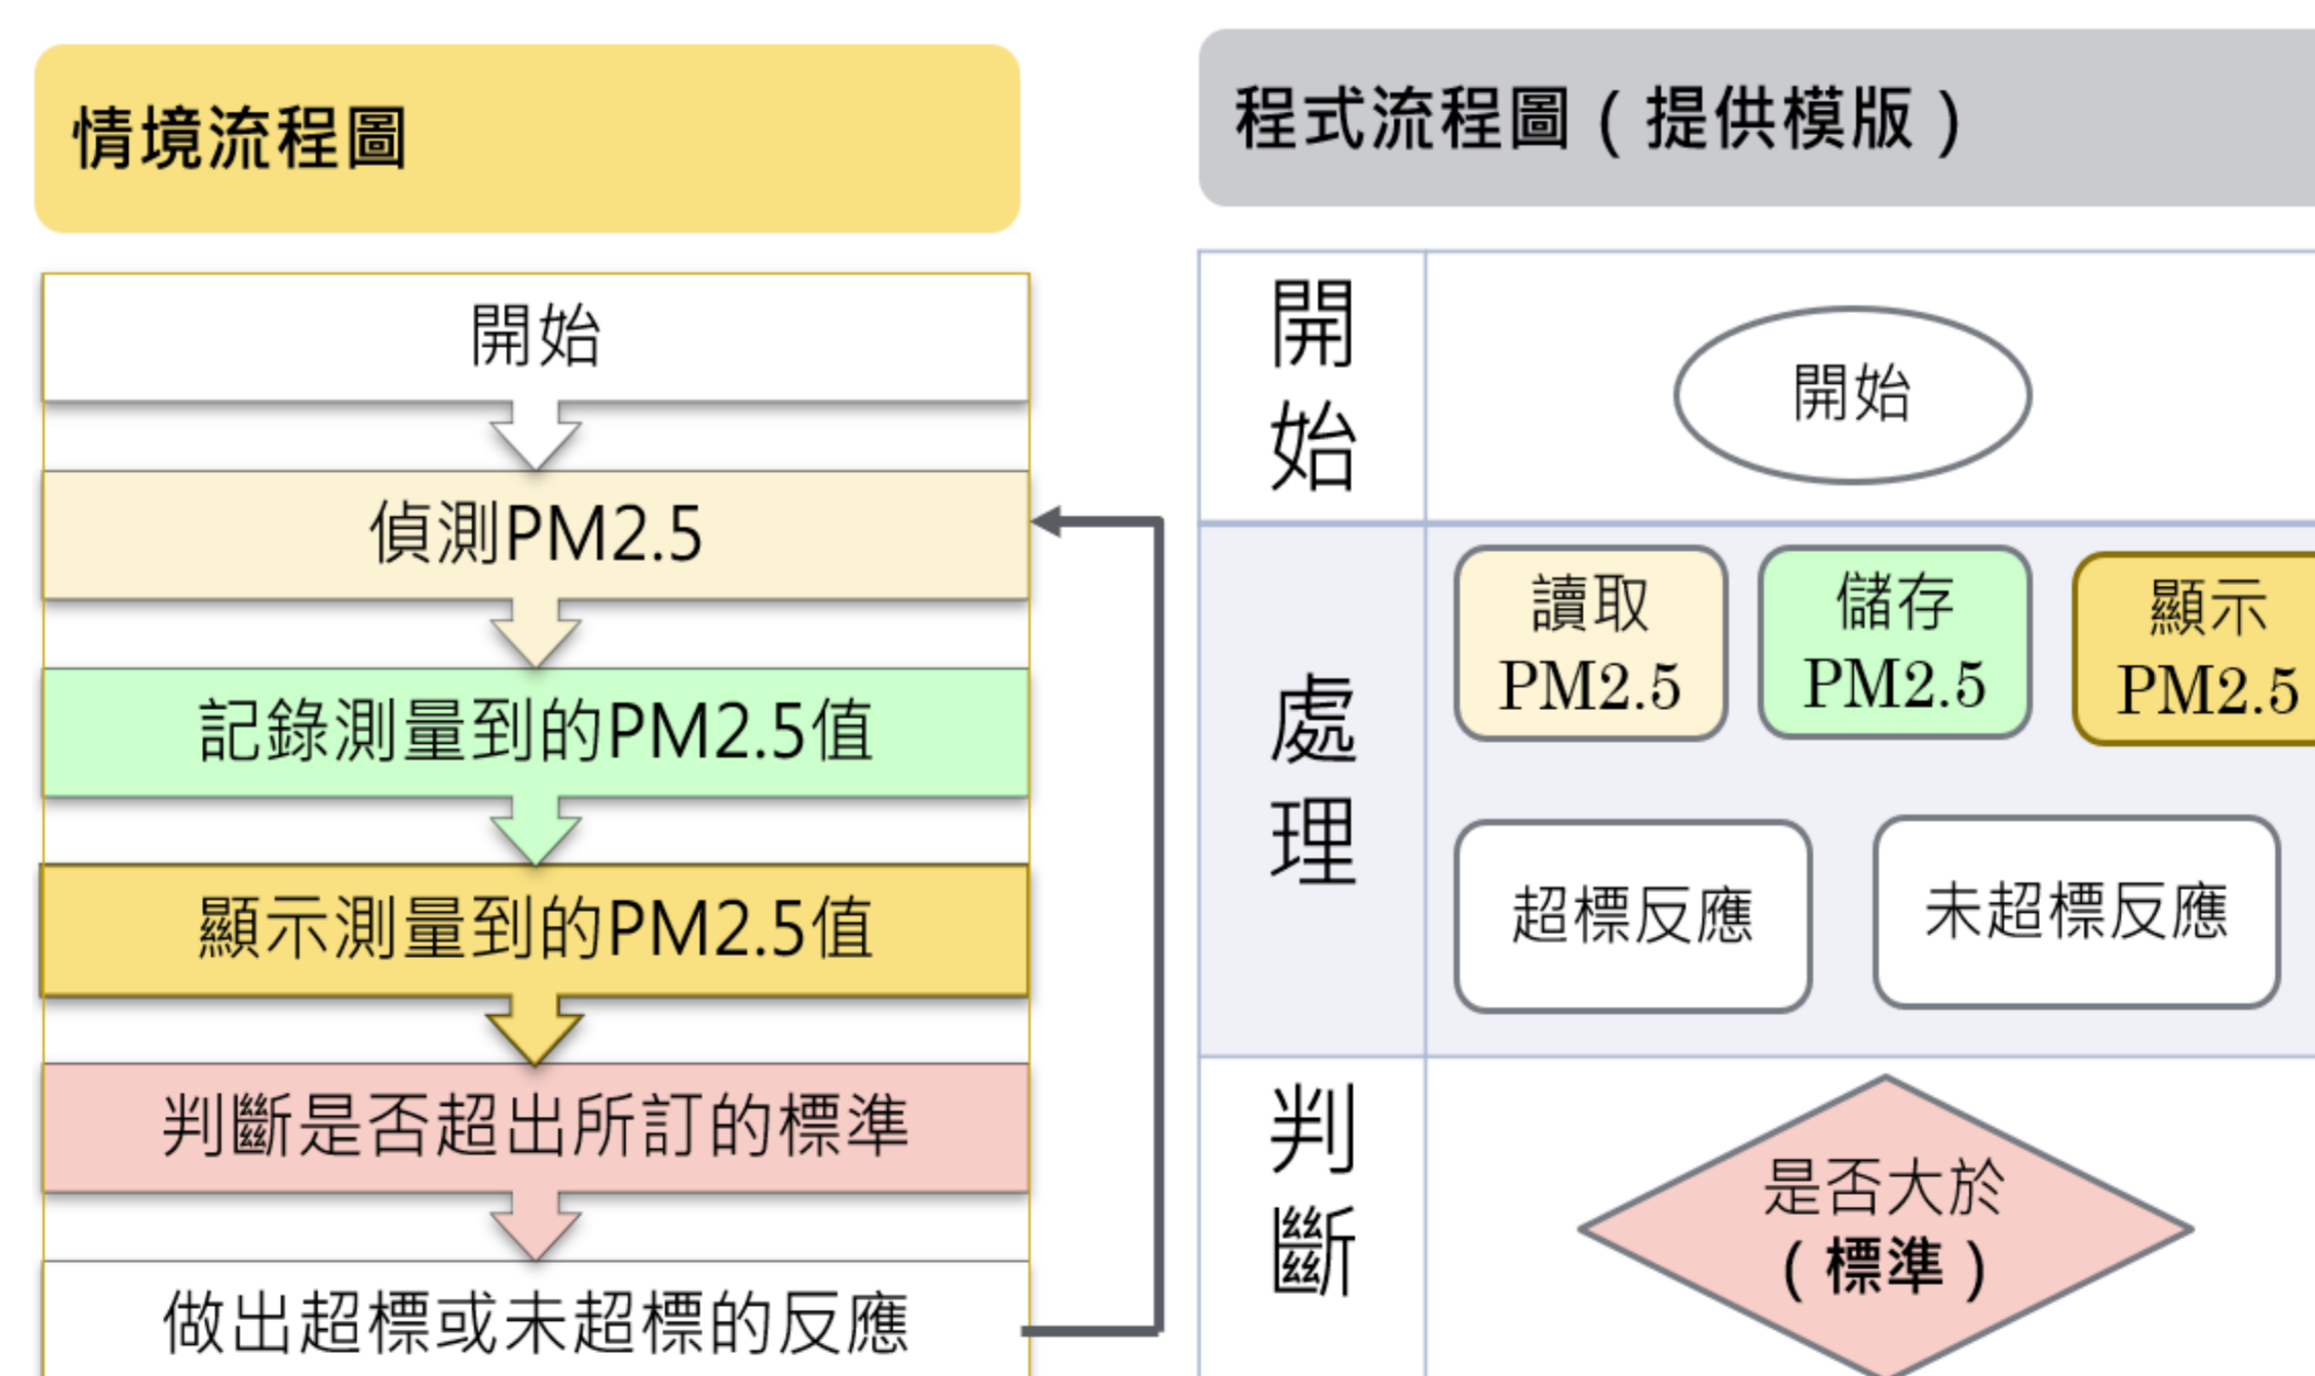 情境流程圖
開始
偵測PM2.5
記錄測量到的PM2.5值
顯示測量到的PM2.5值
判斷是否超出所訂的標準
做出超標或未超標的反應
程式流程圖（提供模版）
開
始
開始
處
理
讀取
PM2.5
儲存
PM2.5
顯示
PM2.5
超標反應
未超標反應
判
斷
是否大於
（標準）